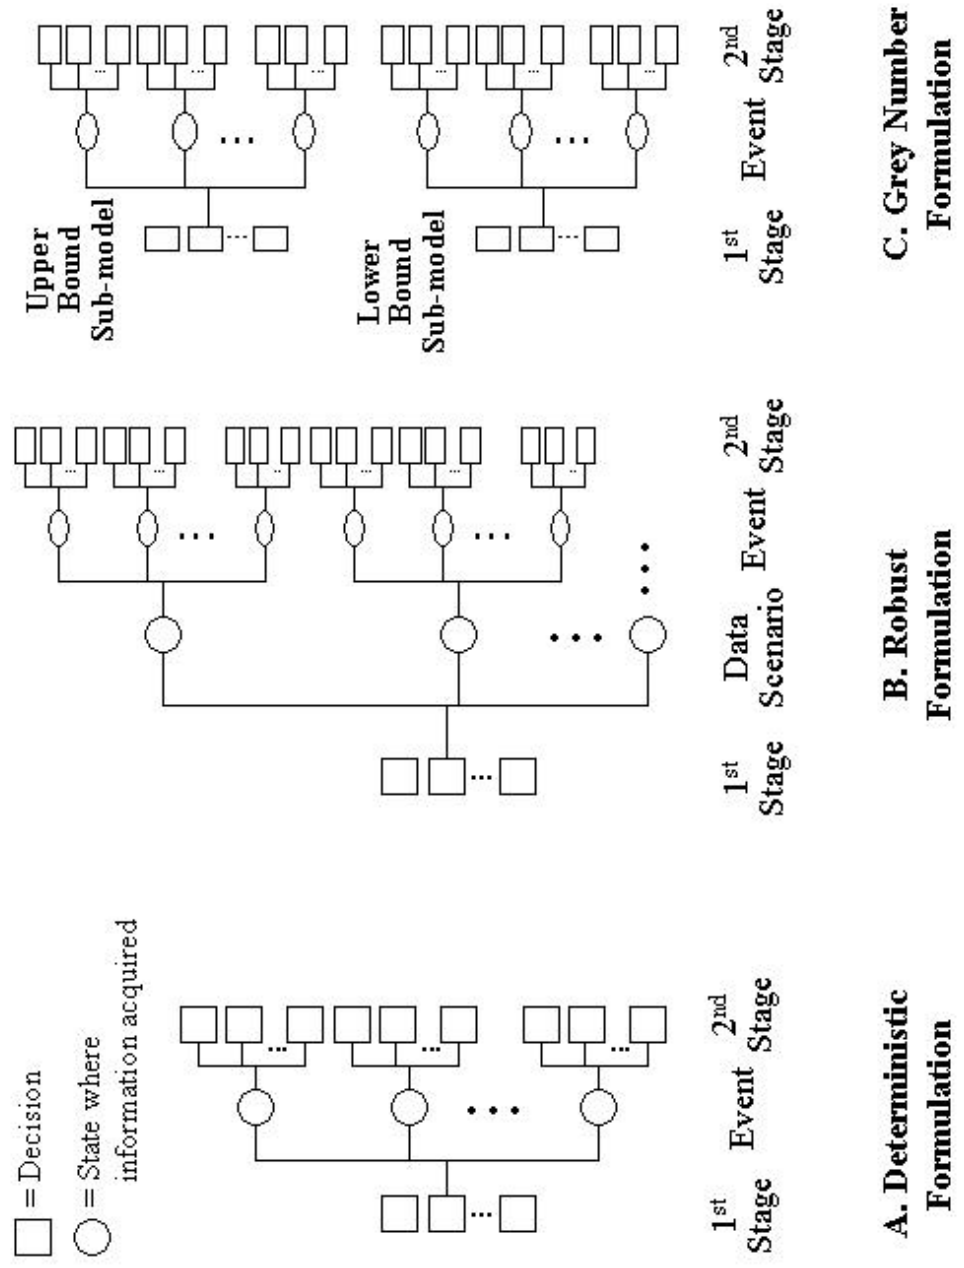 = Decision
= State where
information acquired
1st
Stage
Event
2nd
Stage
A. Deterministic
Formulation
1st
Stage
Data
Scenario
Event
2nd
Stage
B. Robust
Formulation
Upper
Bound
Sub-model
Lower
Bound
Sub-model
1st
Stage
Event
2nd
Stage
C. Grey Number
Formulation